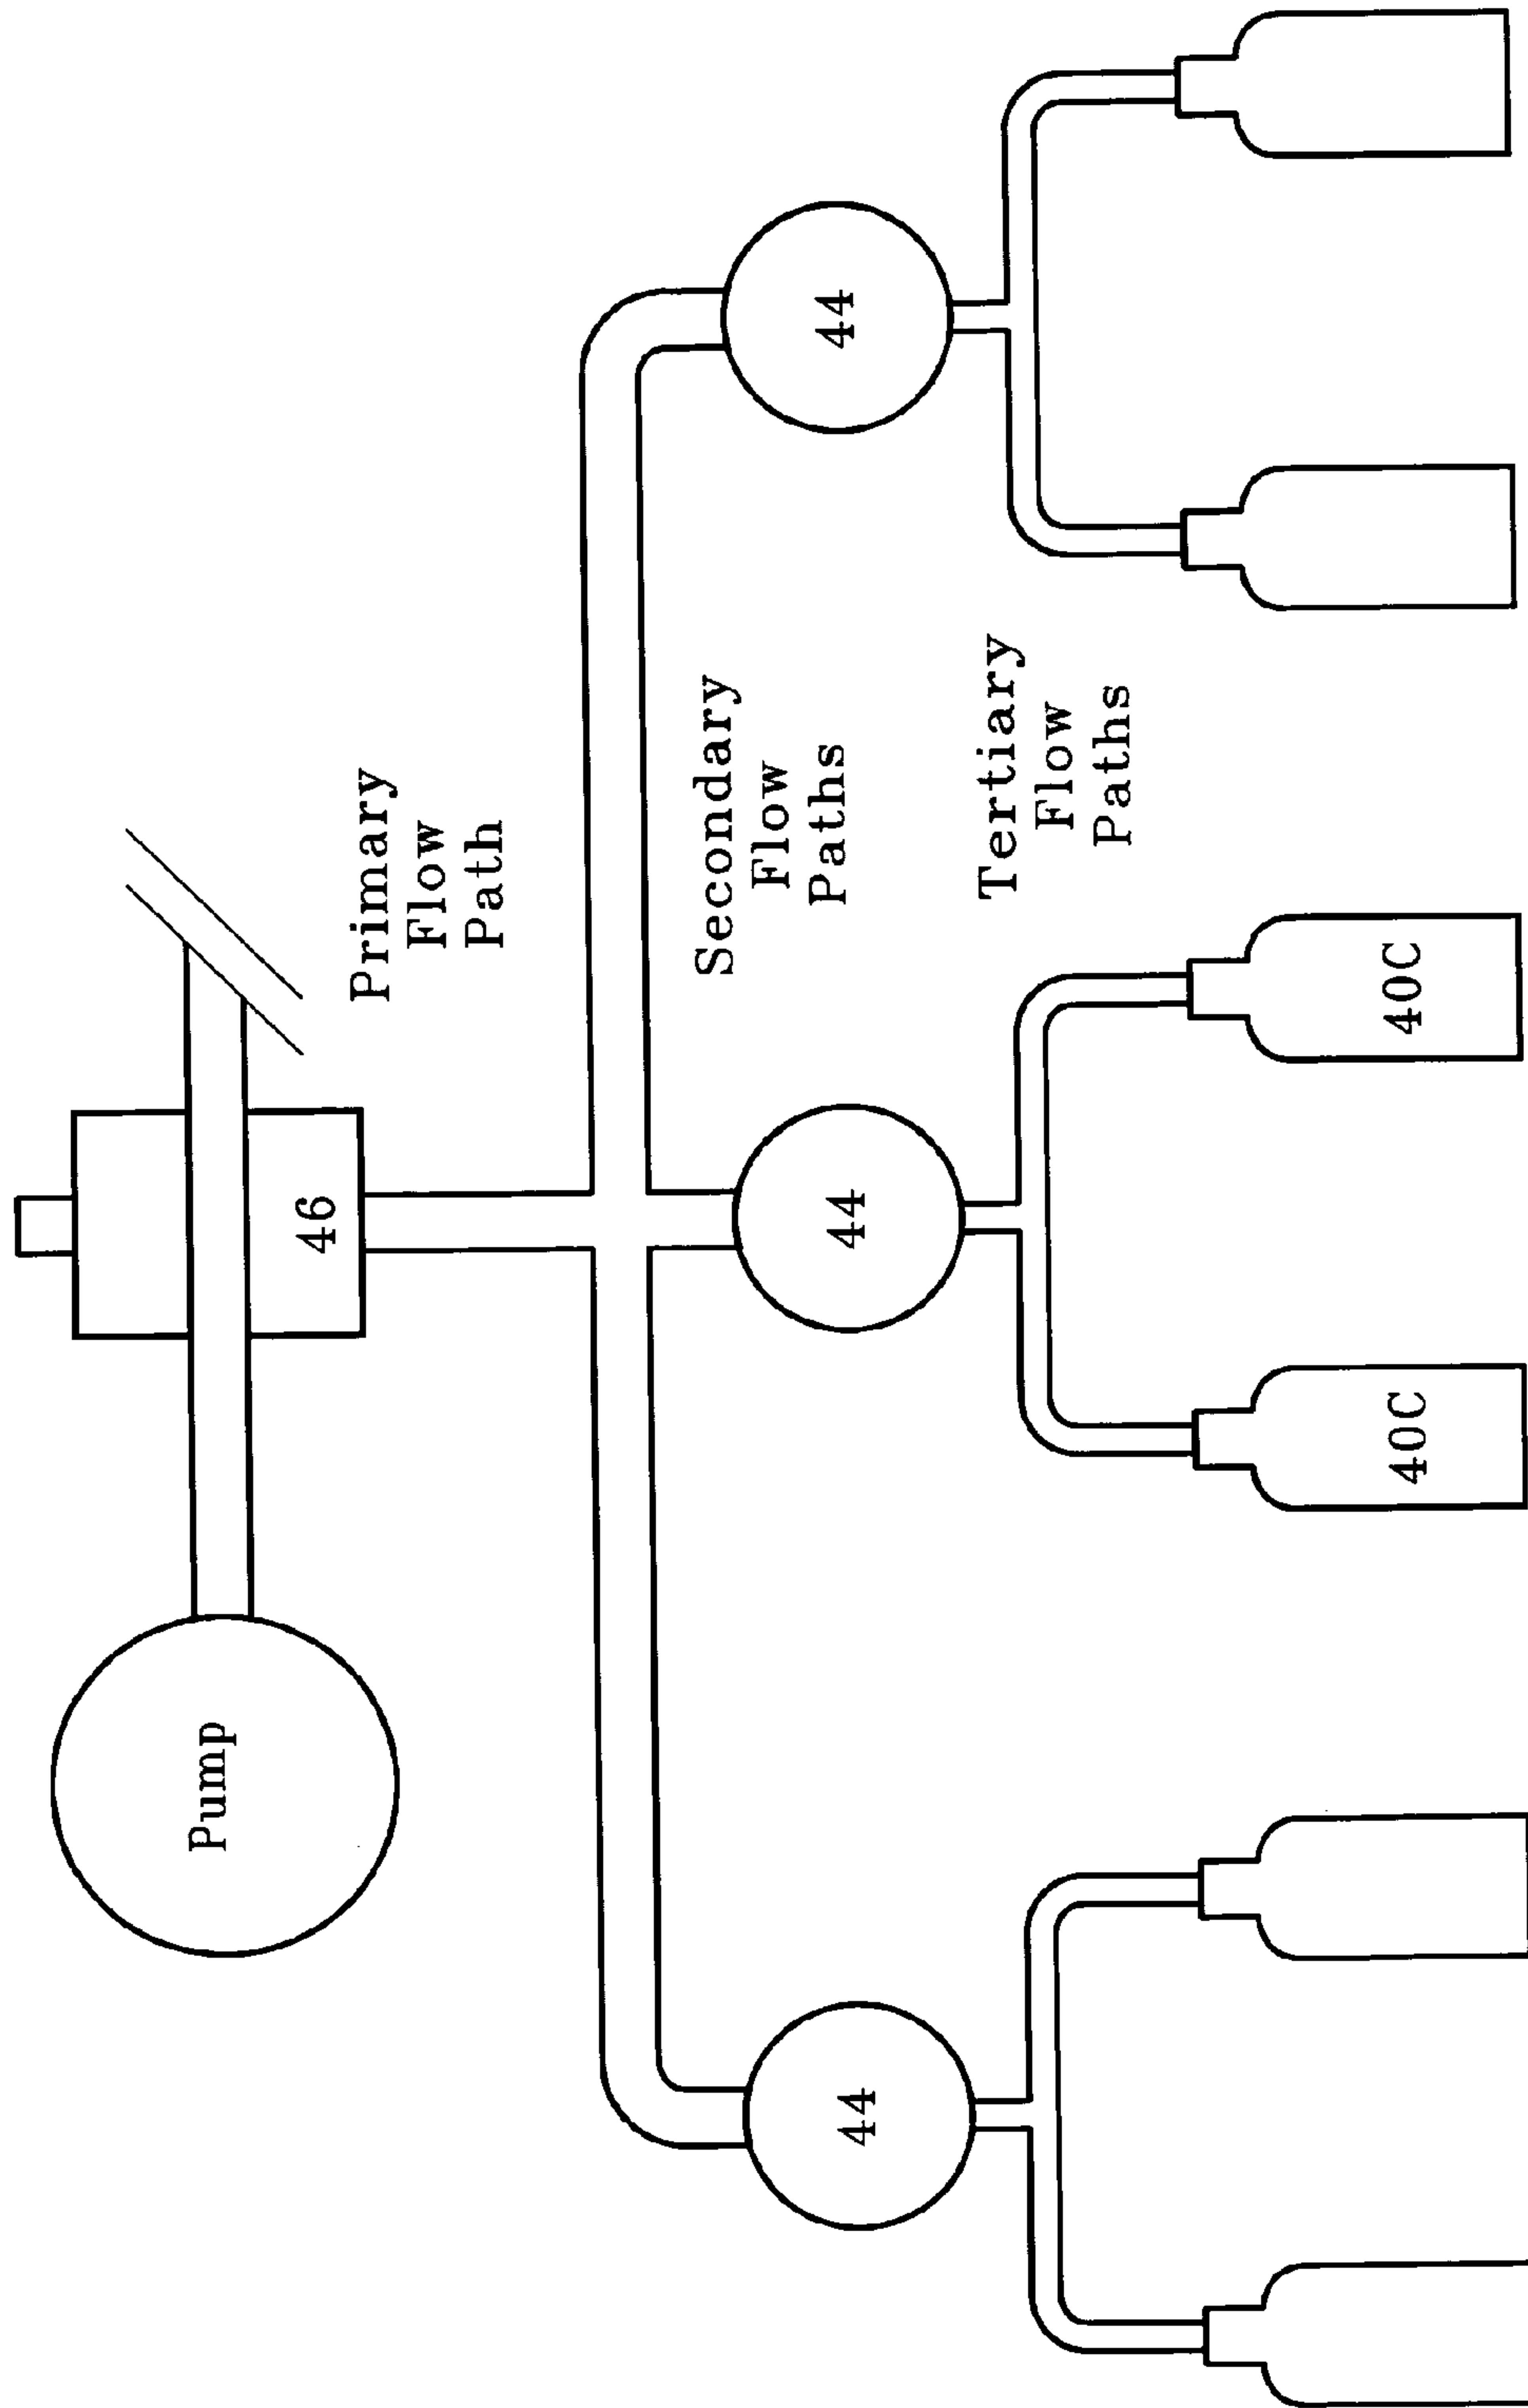 Pump
46
Primary
Flow
Path
Secondary
Flow
Paths
44
44
44
Tertiary
Flow
Paths
40C
40C